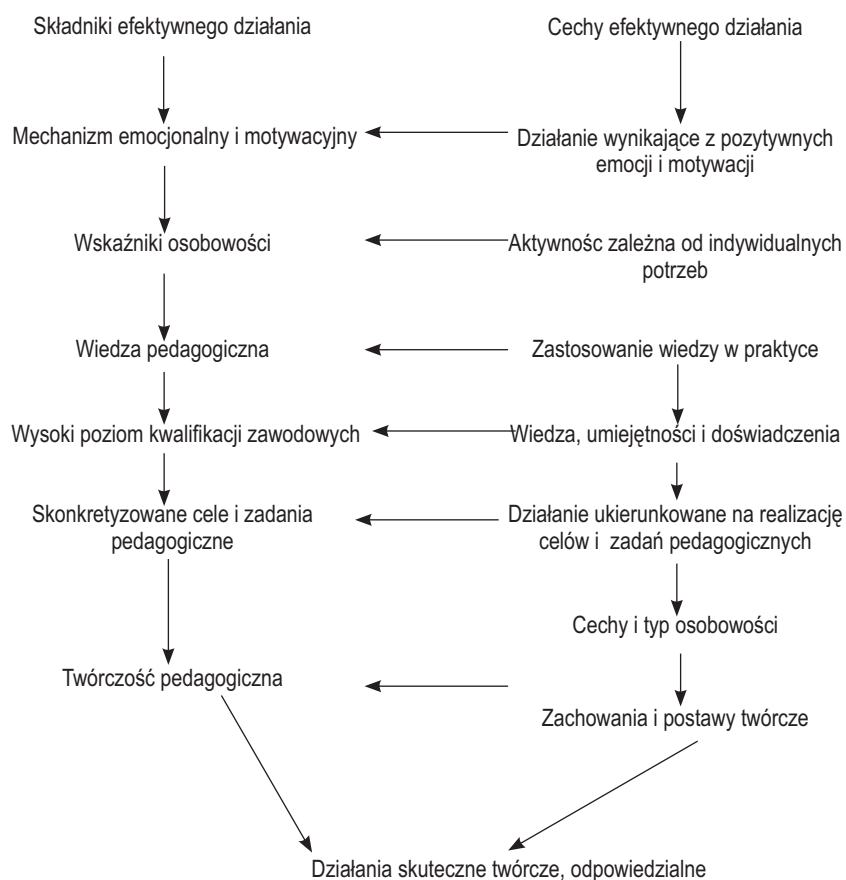 Składniki efektywnego działania
Cechy efektywnego działania
Mechanizm emocjonalny i motywacyjny
Działanie wynikające z pozytywnych
emocji i motywacji
Wskaźniki osobowości
Aktywnośc zależna od indywidualnych
potrzeb
Wiedza pedagogiczna
Zastosowanie wiedzy w praktyce
Wysoki poziom kwalifikacji zawodowych
Wiedza, umiejętności i doświadczenia
Skonkretyzowane cele i zadania
pedagogiczne
Działanie ukierunkowane na realizację
celów i zadań pedagogicznych
Cechy i typ osobowości
Twórczość pedagogiczna
Zachowania i postawy twórcze
Działania skuteczne twórcze, odpowiedzialne